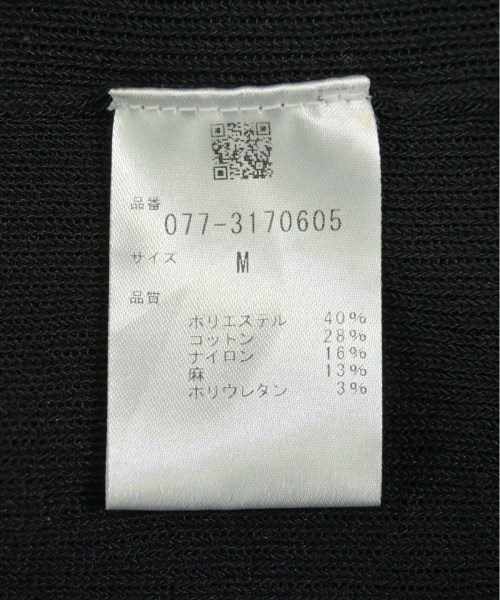 品番
077-3170605
サイズ M
品質
ポリエステル 40%
コットン 28%
ナイロン 16%
麻 13%
ポリウレタン 3%